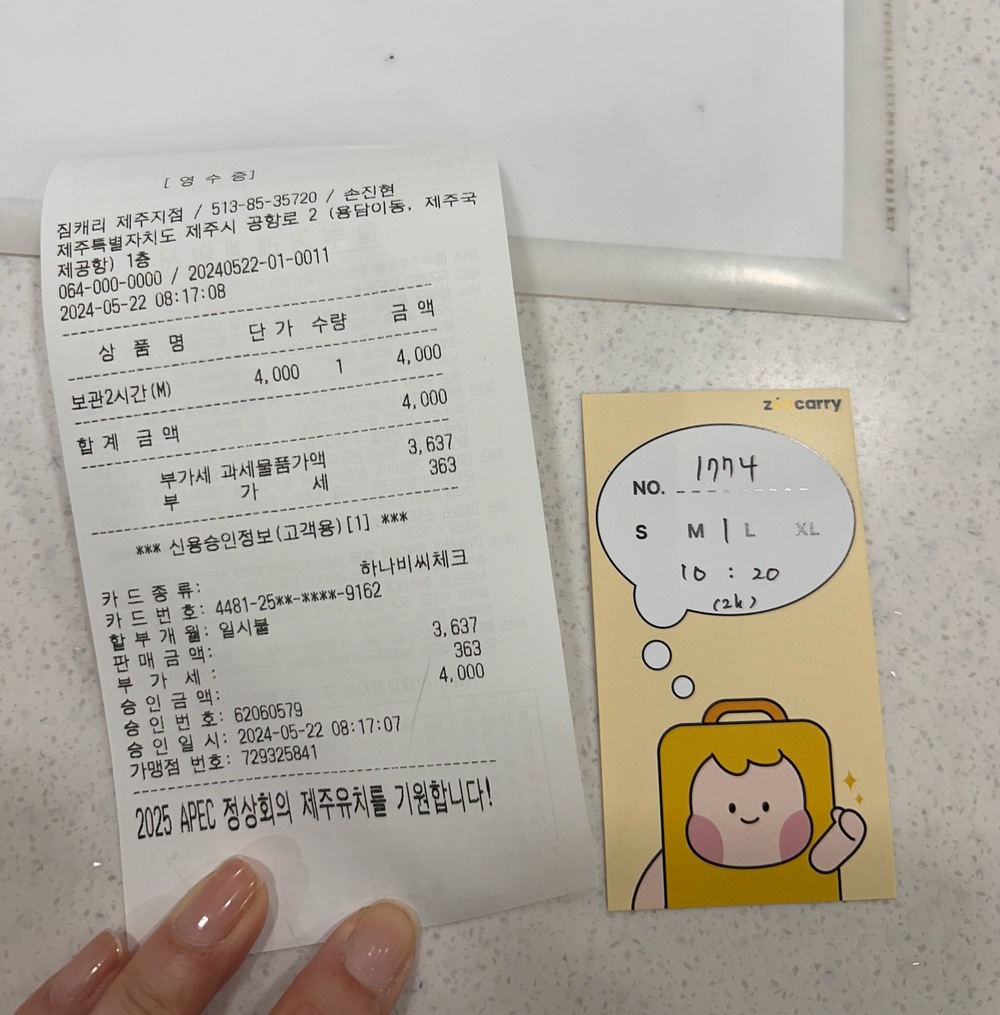 [ 영 수 증 ]
짐캐리 제주지점 / 513-85-35720 / 손진현
제주특별자치도 제주시 공항로 2 (용담이동, 제주국
제공항) 1층
064-000-0000 / 20240522-01-0011
2024-05-22 08:17:08
상 품 명 단 가 수량 금 액
보관2시간(M) 4,000 1 4,000
합 계 금 액 4,000
부가세 과세물품가액 3,637
부 가 세 363
*** 신용승인정보(고객용)[1] ***
카 드 종 류: 하나비씨체크
카 드 번 호: 4481-25**-****-9162
할 부 개 월: 일시불
판 매 금 액: 3,637
부 가 세 : 363
승 인 금 액: 4,000
승 인 번 호: 62060579
승 인 일 시: 2024-05-22 08:17:07
가맹점 번호: 729325841
2025 APEC 정상회의 제주유치를 기원합니다!
zimcarry
NO. 1774
S M | L XL
10 : 20
(2h)